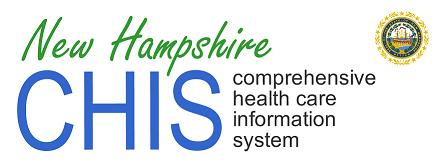 New Hampshire
CHIS
comprehensive
health care
information
system